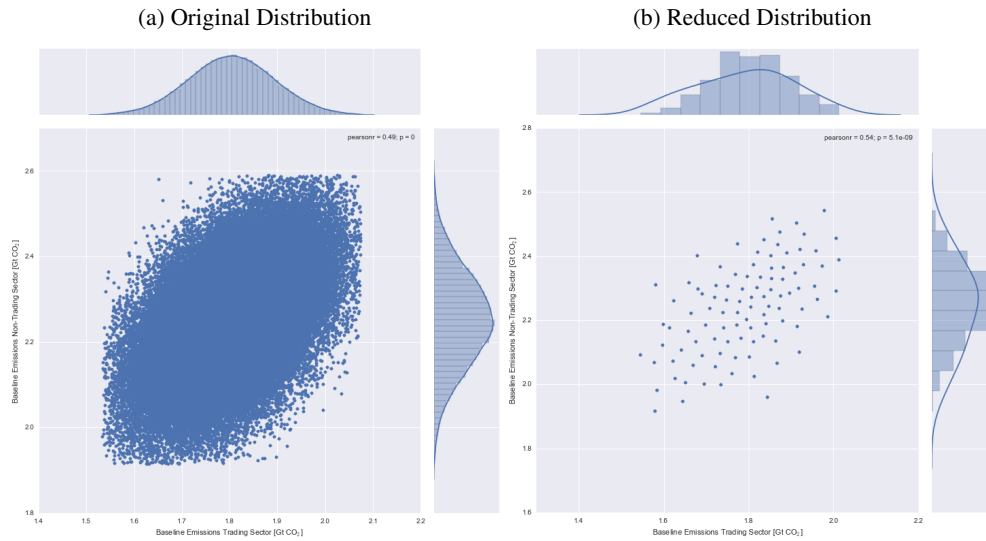 (a) Original Distribution
(b) Reduced Distribution
pearsonr = 0.49; p = 0
2.6
2.4
2.2
2.0
1.8
Baseline Emissions Non-Trading Sector [Gt CO₂]
1.4 1.5 1.6 1.7 1.8 1.9 2.0 2.1 2.2
Baseline Emissions Trading Sector [Gt CO₂]
pearsonr = 0.54; p = 5.1e-09
2.8
2.6
2.4
2.2
2.0
1.8
1.6
Baseline Emissions Non-Trading Sector [Gt CO₂]
1.4 1.6 1.8 2.0 2.2
Baseline Emissions Trading Sector [Gt CO₂]